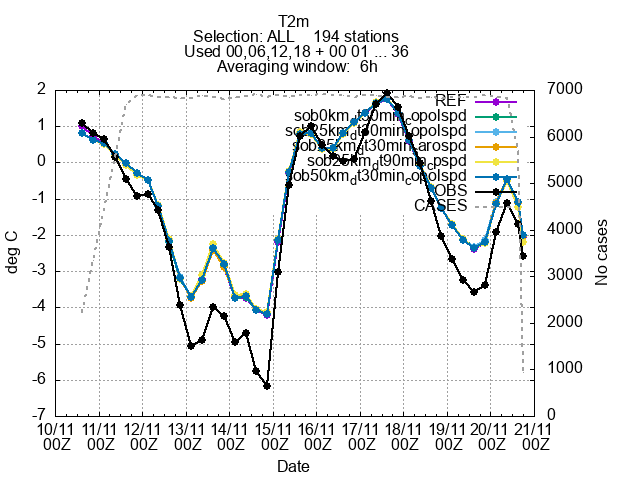 T2m
Selection: ALL 194 stations
Used 00,06,12,18 + 00 01 ... 36
Averaging window: 6h
2
1
0
-1
-2
-3
-4
-5
-6
-7
deg C
7000
6000
5000
4000
3000
2000
1000
0
No cases
REF
OBS
CASES
10/11 00Z
11/11 00Z
12/11 00Z
13/11 00Z
14/11 00Z
15/11 00Z
16/11 00Z
17/11 00Z
18/11 00Z
19/11 00Z
20/11 00Z
21/11 00Z
Date